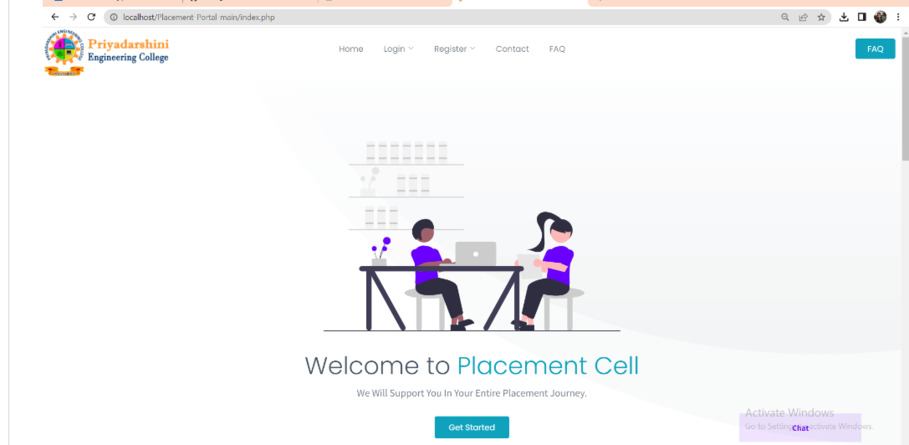 localhost/Placement Portal main/index.php
Priyadarshini
Engineering College
Home Login Register Contact FAQ
FAQ
Welcome to Placement Cell
We Will Support You In Your Entire Placement Journey.
Get Started
Activate Windows
Go to Settings activate Windows.
Chat